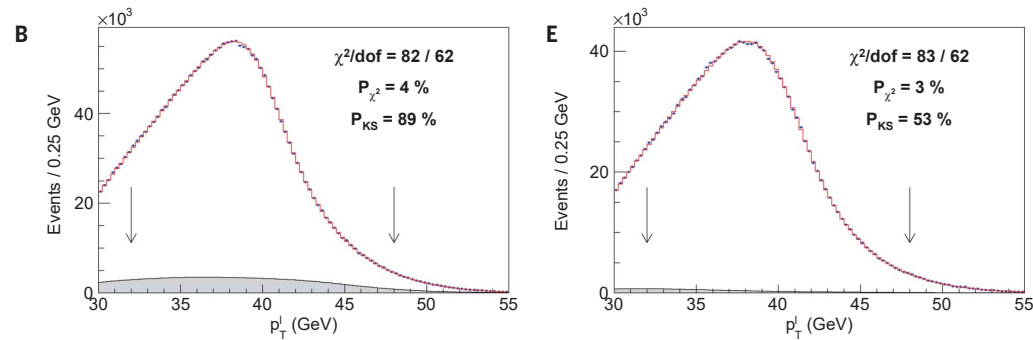 B
×10³
χ²/dof = 82 / 62
P_χ² = 4 %
P_KS = 89 %
Events / 0.25 GeV
40
20
0
30 35 40 45 50 55
p_T^l (GeV)
E
×10³
40
χ²/dof = 83 / 62
P_χ² = 3 %
P_KS = 53 %
Events / 0.25 GeV
20
0
30 35 40 45 50 55
p_T^l (GeV)